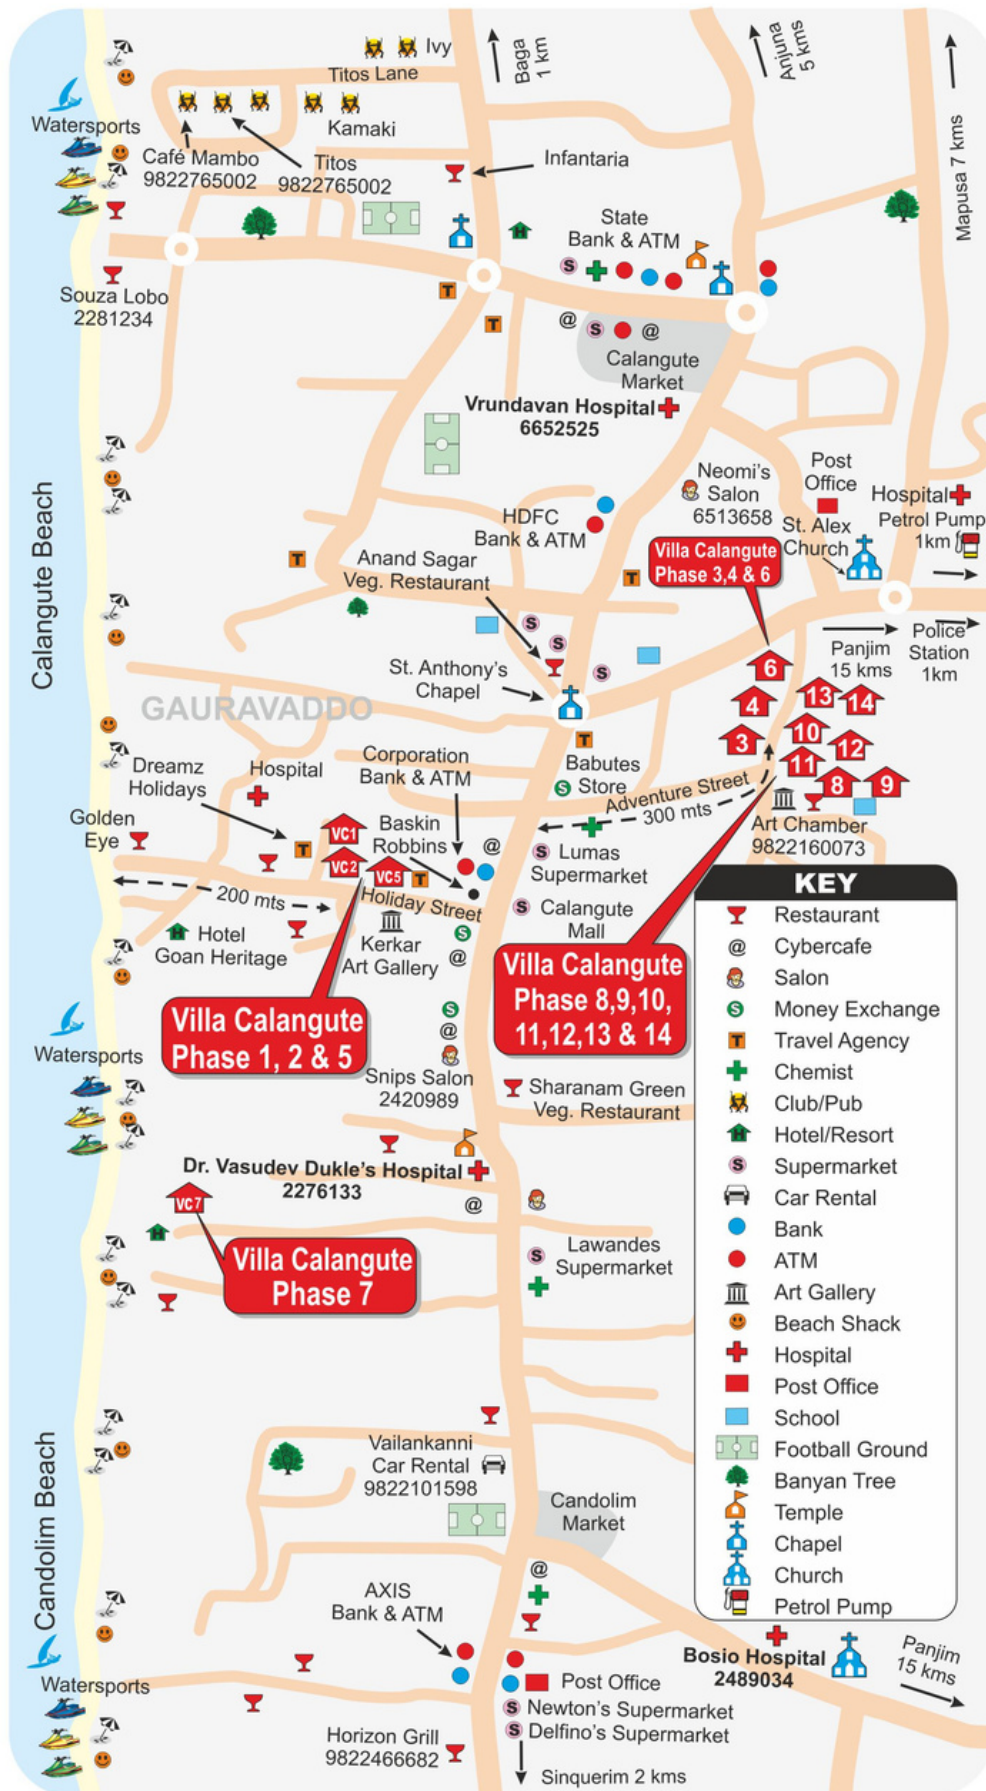 Ivy
Titos Lane
Baga
1 km
Anjuna
5 kms
Mapusa 7 kms
Watersports
Kamaki
Café Mambo
9822765002
Titos
9822765002
Infantaria
State
Bank & ATM
Souza Lobo
2281234
Calangute
Market
Vrundavan Hospital
6652525
Neomi's
Salon
6513658
Post
Office
Hospital
Petrol Pump
1km
St. Alex
Church
HDFC
Bank & ATM
Anand Sagar
Veg. Restaurant
Villa Calangute
Phase 3,4 & 6
Calangute Beach
St. Anthony's
Chapel
Panjim
15 kms
Police
Station
1km
GAURAVADDO
6
4
3
13
14
10
12
11
8
9
Corporation
Bank & ATM
Babutes
Store
Adventure Street
300 mts
Dreamz
Holidays
Hospital
Golden
Eye
VC1
VC 2
VC5
Baskin
Robbins
Lumas
Supermarket
Art Chamber
9822160073
200 mts
Holiday Street
Hotel
Goan Heritage
Kerkar
Art Gallery
Calangute
Mall
Villa Calangute
Phase 1, 2 & 5
Villa Calangute
Phase 8,9,10,
11,12,13 & 14
Watersports
Snips Salon
2420989
Sharanam Green
Veg. Restaurant
Dr. Vasudev Dukle's Hospital
2276133
VC7
Villa Calangute
Phase 7
Lawandes
Supermarket
Vailankanni
Car Rental
9822101598
Candolim
Market
Candolim Beach
AXIS
Bank & ATM
Watersports
Post Office
Newton's Supermarket
Delfino's Supermarket
Horizon Grill
9822466682
Sinquerim 2 kms
Bosio Hospital
2489034
Panjim
15 kms
KEY
Restaurant
@ Cybercafe
Salon
S Money Exchange
T Travel Agency
Chemist
Club/Pub
H Hotel/Resort
S Supermarket
Car Rental
Bank
ATM
Art Gallery
Beach Shack
Hospital
Post Office
School
Football Ground
Banyan Tree
Temple
Chapel
Church
Petrol Pump